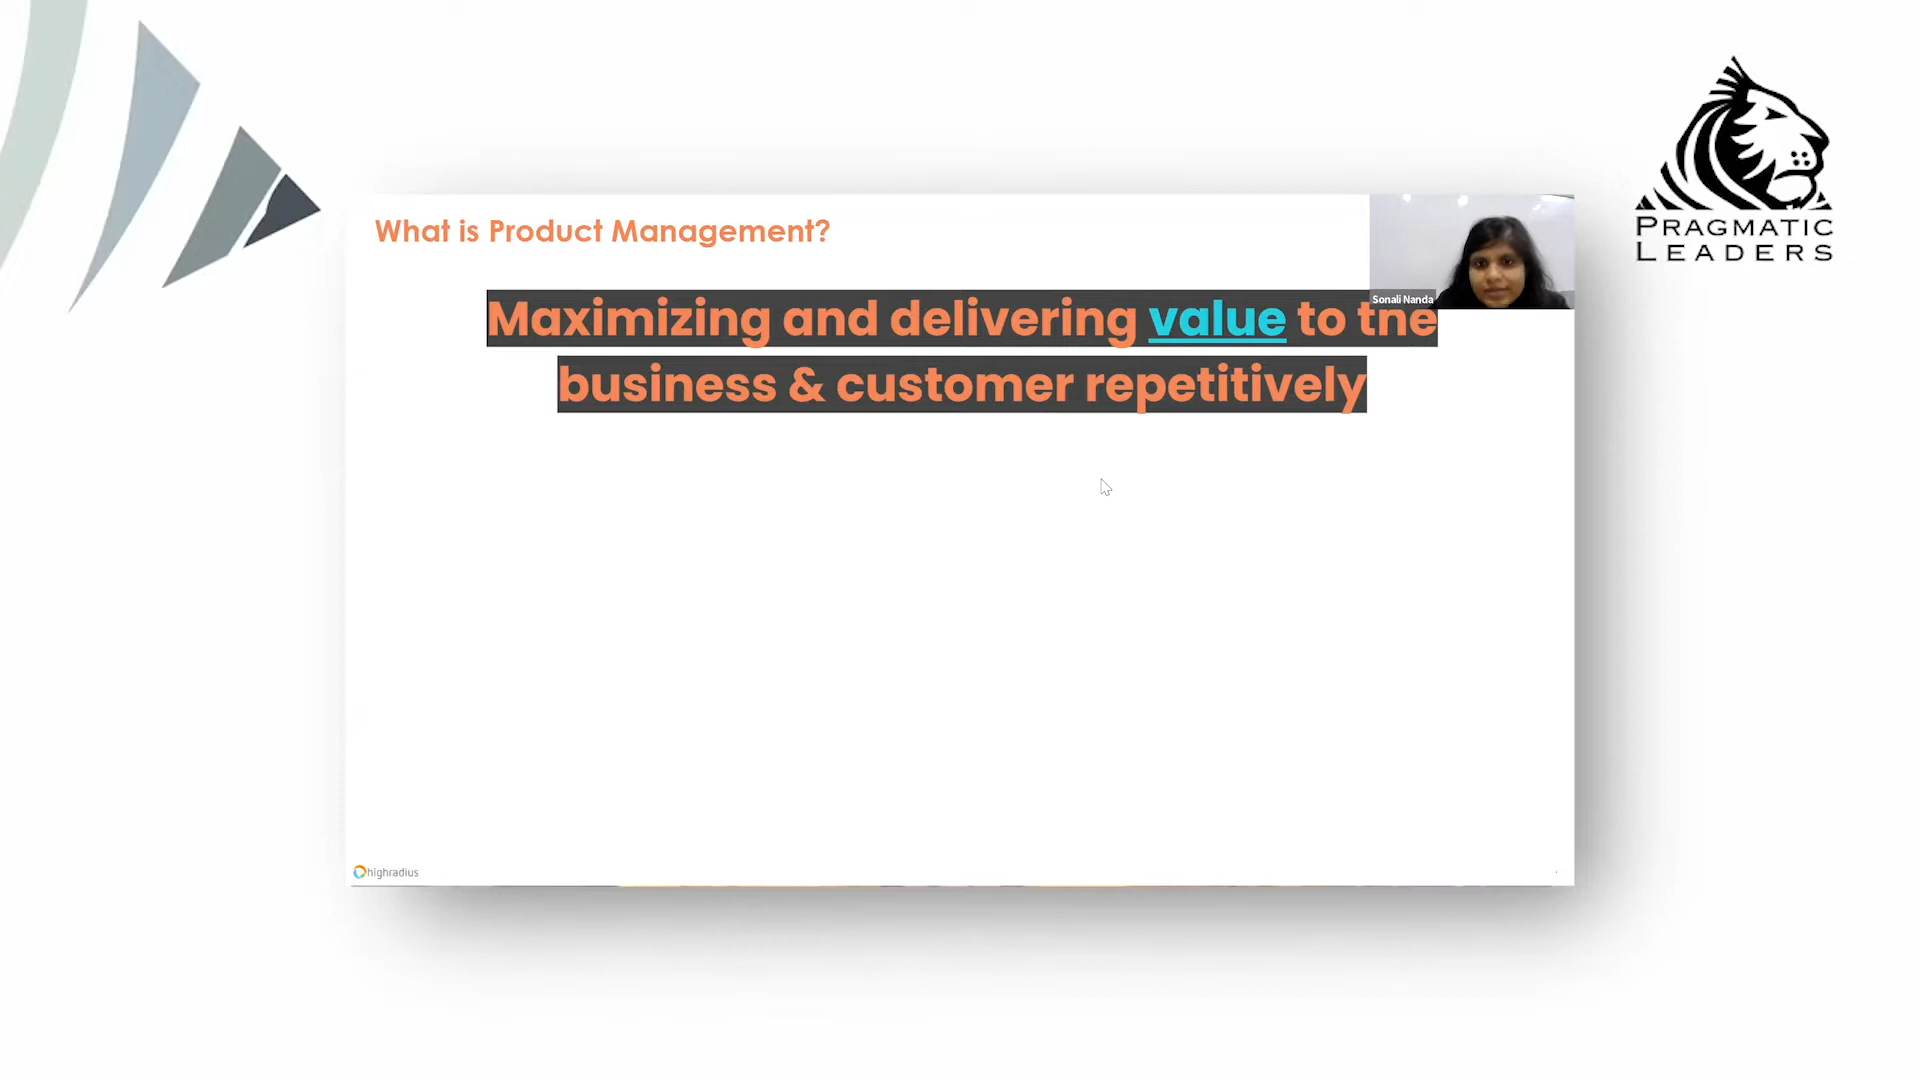 What is Product Management?
Sonali Nanda
Maximizing and delivering value to the
business & customer repetitively
PRAGMATIC
LEADERS
highradius